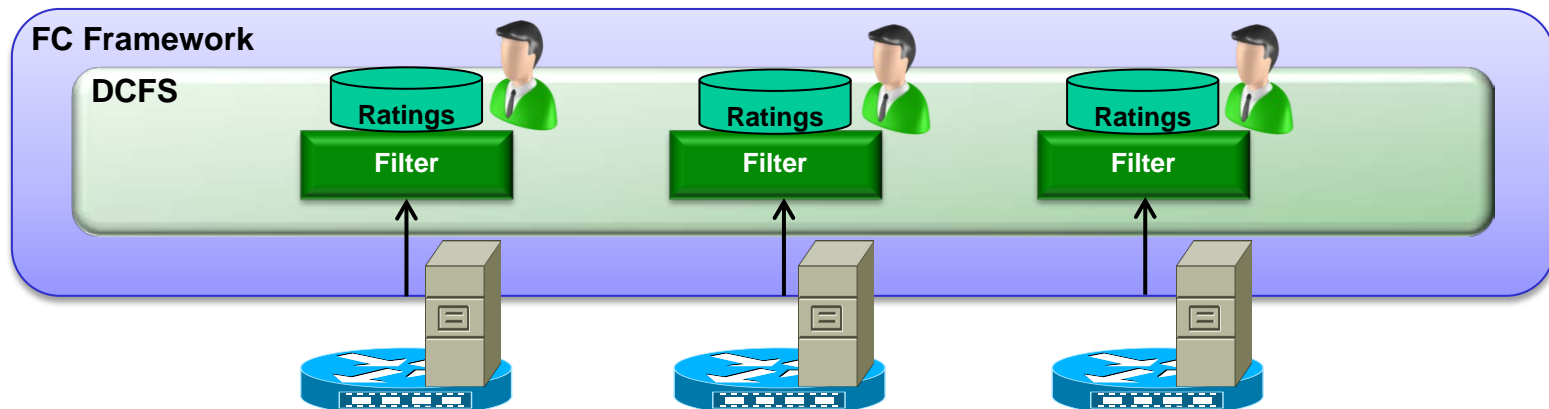 FC Framework
DCFS
Ratings
Ratings
Ratings
Filter
Filter
Filter